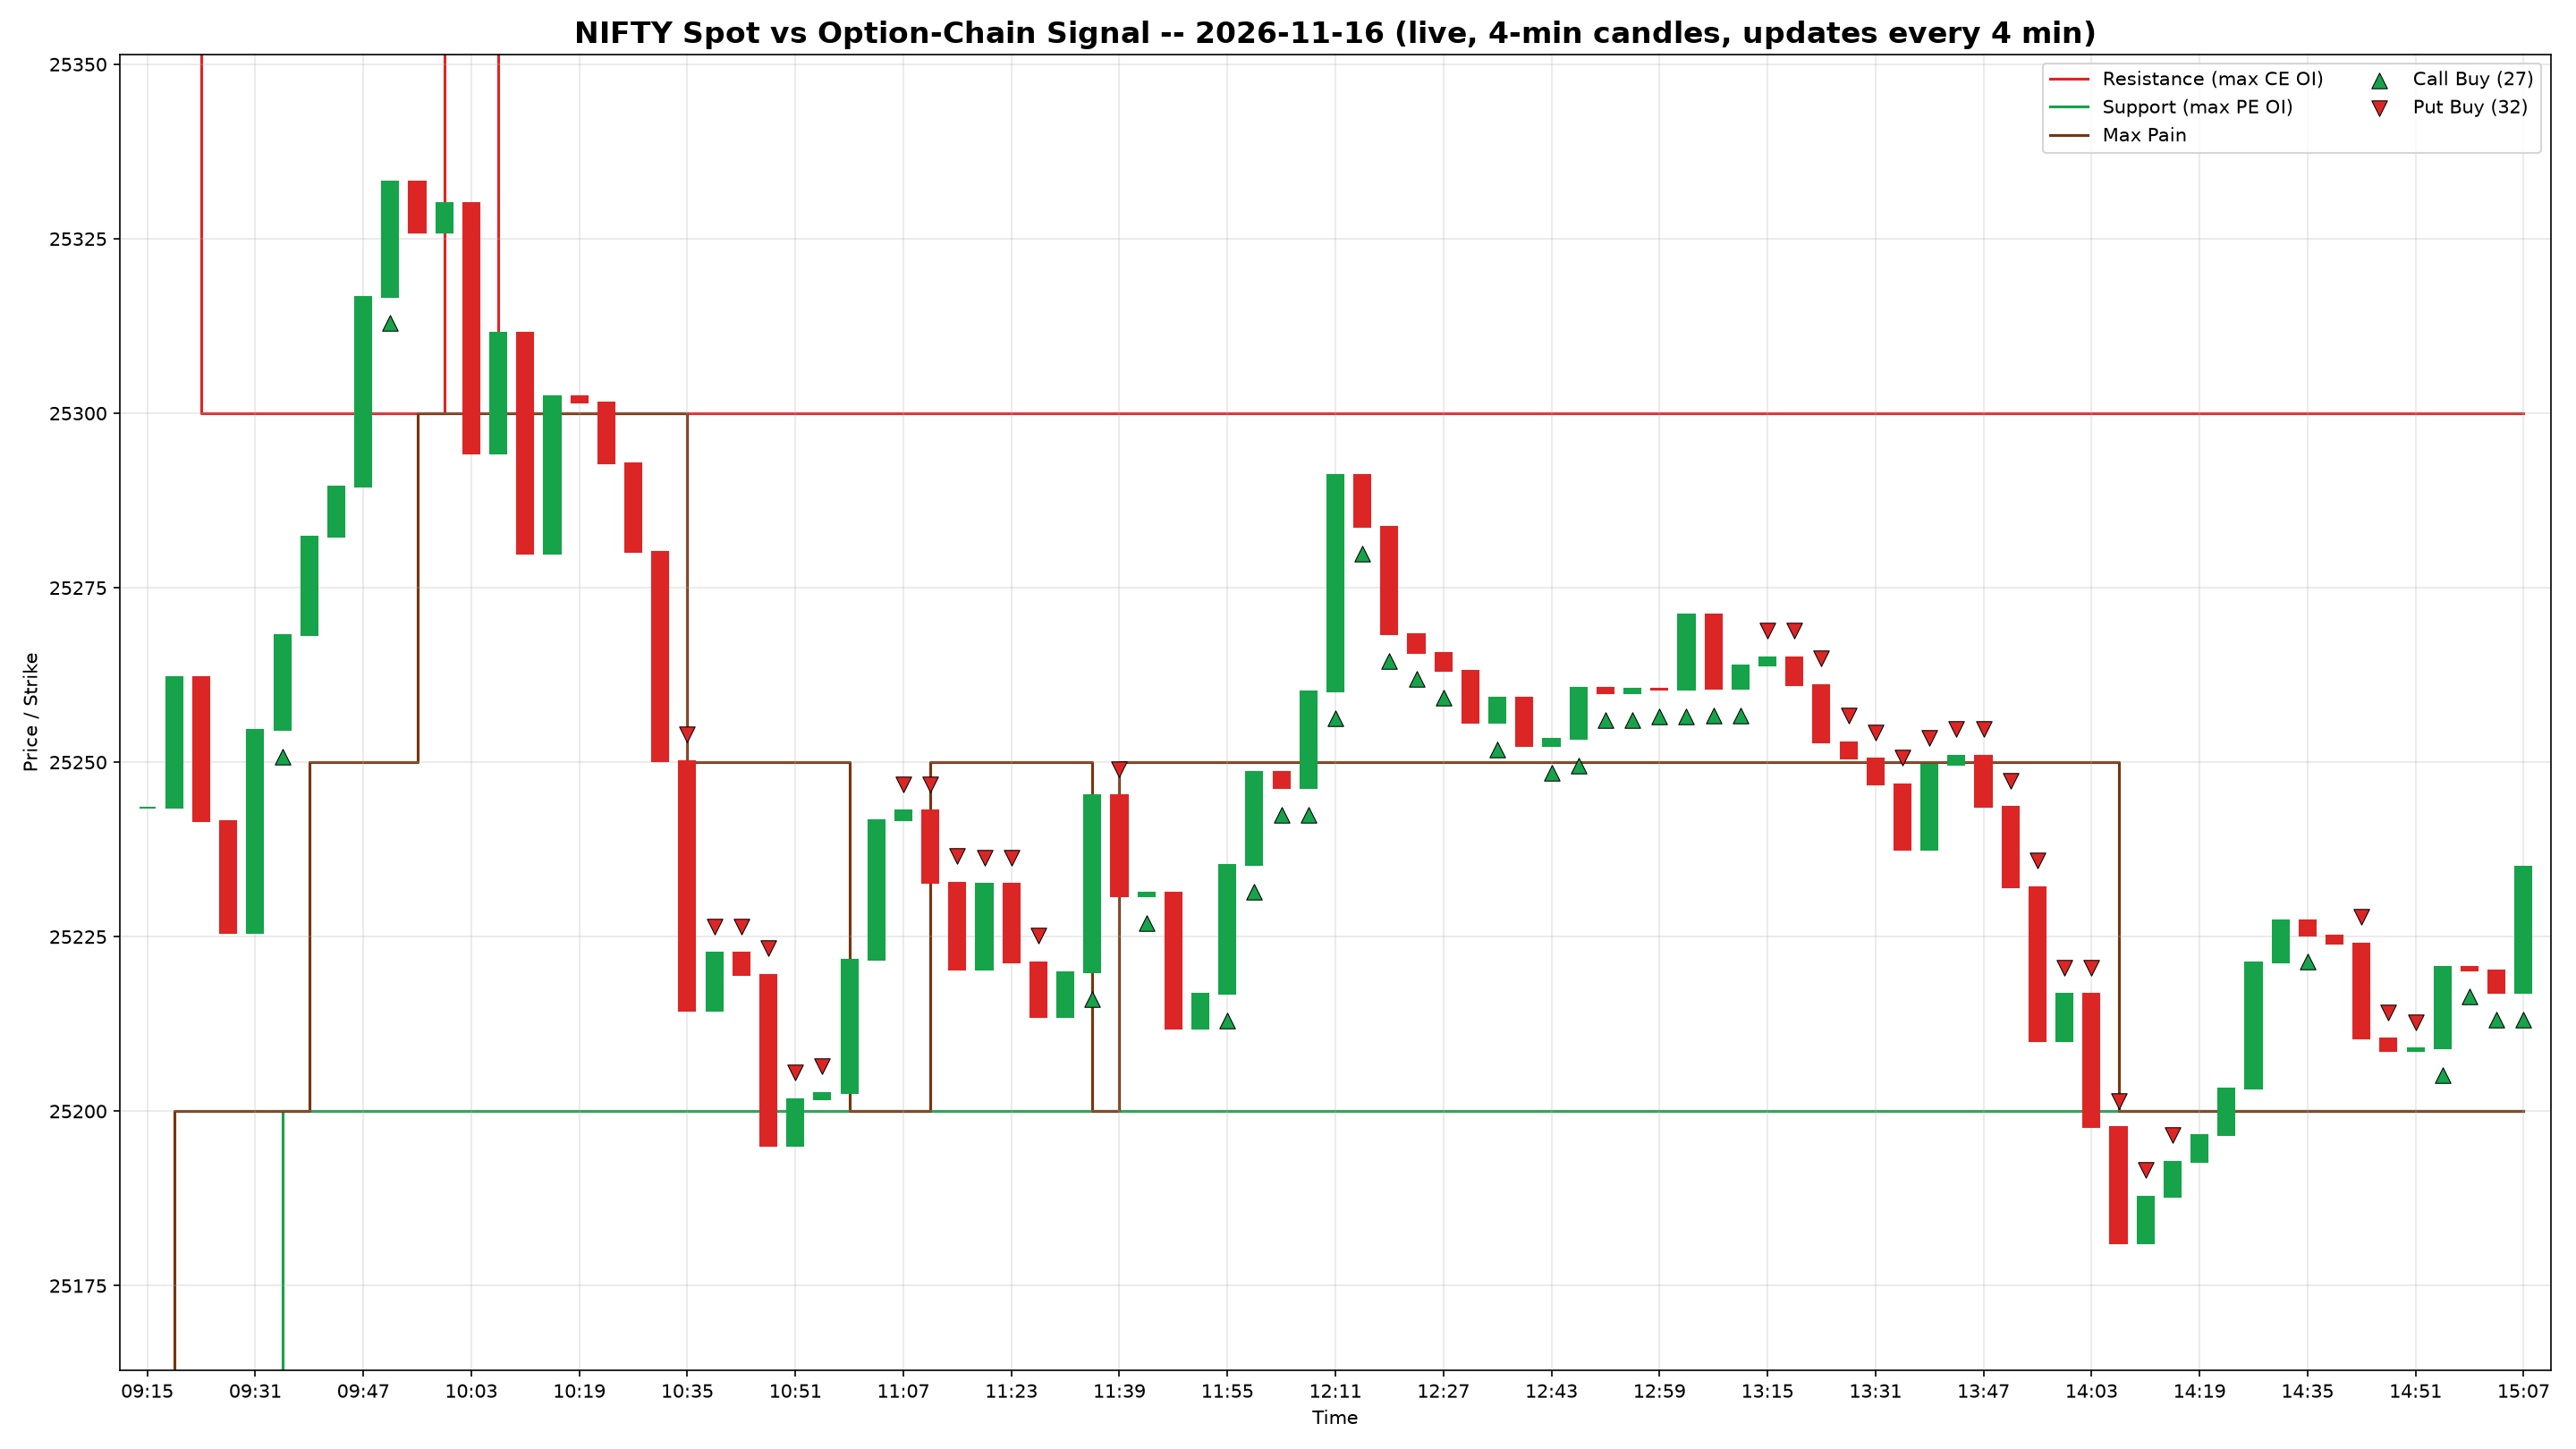 NIFTY Spot vs Option-Chain Signal -- 2026-11-16 (live, 4-min candles, updates every 4 min)
Resistance (max CE OI)
Support (max PE OI)
Max Pain
Call Buy (27)
Put Buy (32)
Price / Strike
25350
25325
25300
25275
25250
25225
25200
25175
09:15 09:31 09:47 10:03 10:19 10:35 10:51 11:07 11:23 11:39 11:55 12:11 12:27 12:43 12:59 13:15 13:31 13:47 14:03 14:19 14:35 14:51 15:07
Time